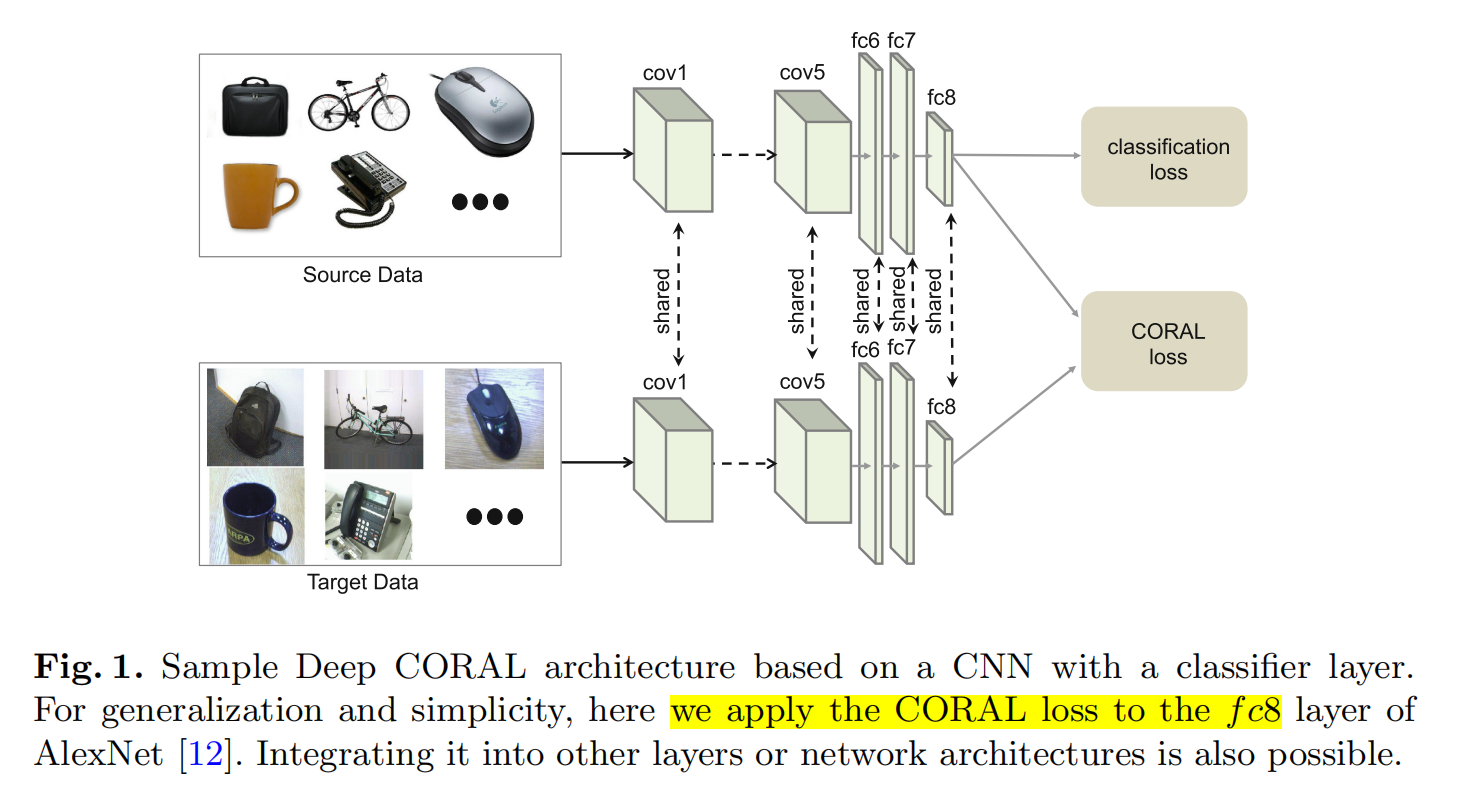 fc6 fc7
cov1
cov5
fc8
classification
loss
Source Data
shared
shared
shared
shared
shared
CORAL
loss
fc6 fc7
cov1
cov5
fc8
ARPA
Target Data
Fig. 1. Sample Deep CORAL architecture based on a CNN with a classifier layer.
For generalization and simplicity, here we apply the CORAL loss to the fc8 layer of
AlexNet [12]. Integrating it into other layers or network architectures is also possible.